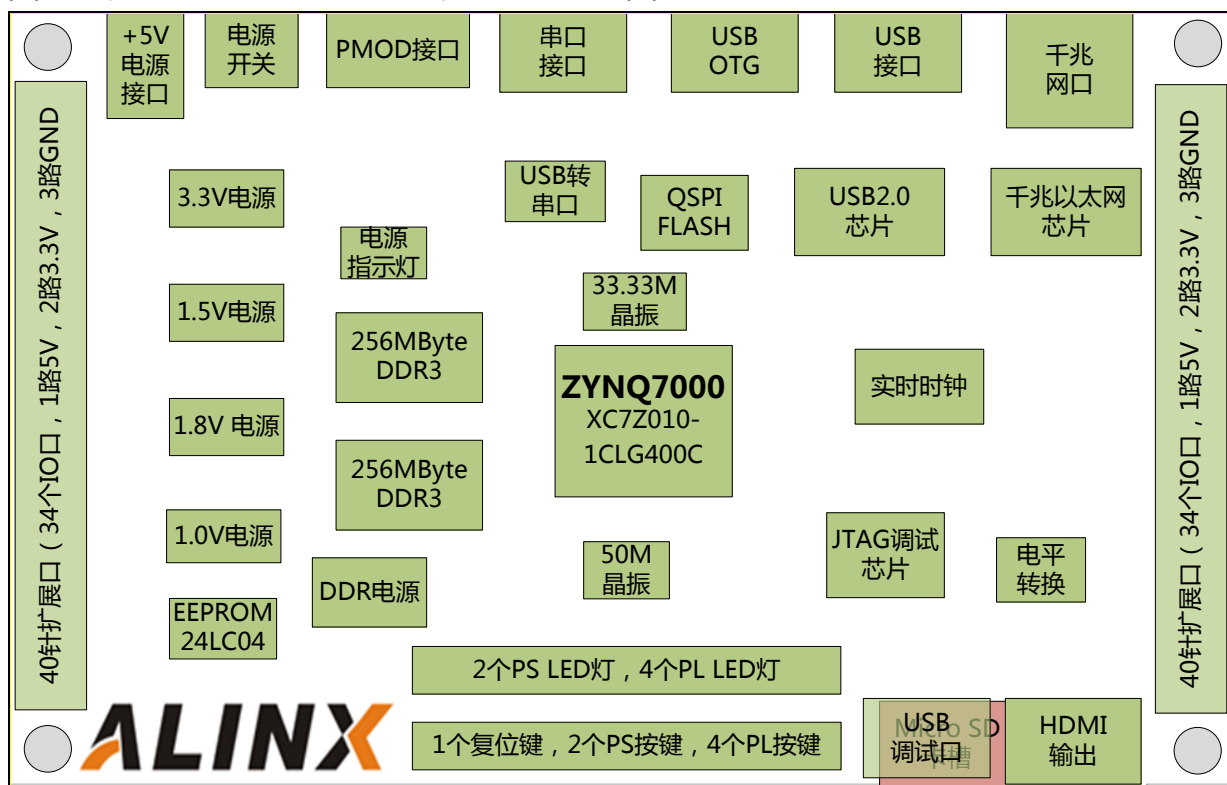 +5V
电源
接口
电源
开关
PMOD接口
串口
接口
USB
OTG
USB
接口
千兆
网口
40针扩展口（34个IO口，1路5V，2路3.3V，3路GND
3.3V电源
USB转
串口
QSPI
FLASH
USB2.0
芯片
千兆以太网
芯片
40针扩展口（34个IO口，1路5V，2路3.3V，3路GND
电源
指示灯
33.33M
晶振
1.5V电源
256MByte
DDR3
ZYNQ7000
XC7Z010-
1CLG400C
实时时钟
1.8V 电源
256MByte
DDR3
1.0V电源
JTAG调试
芯片
电平
转换
50M
晶振
DDR电源
EEPROM
24LC04
2个PS LED灯，4个PL LED灯
ALINX
1个复位键，2个PS按键，4个PL按键
USB
调试口
Micro SD
卡槽
HDMI
输出